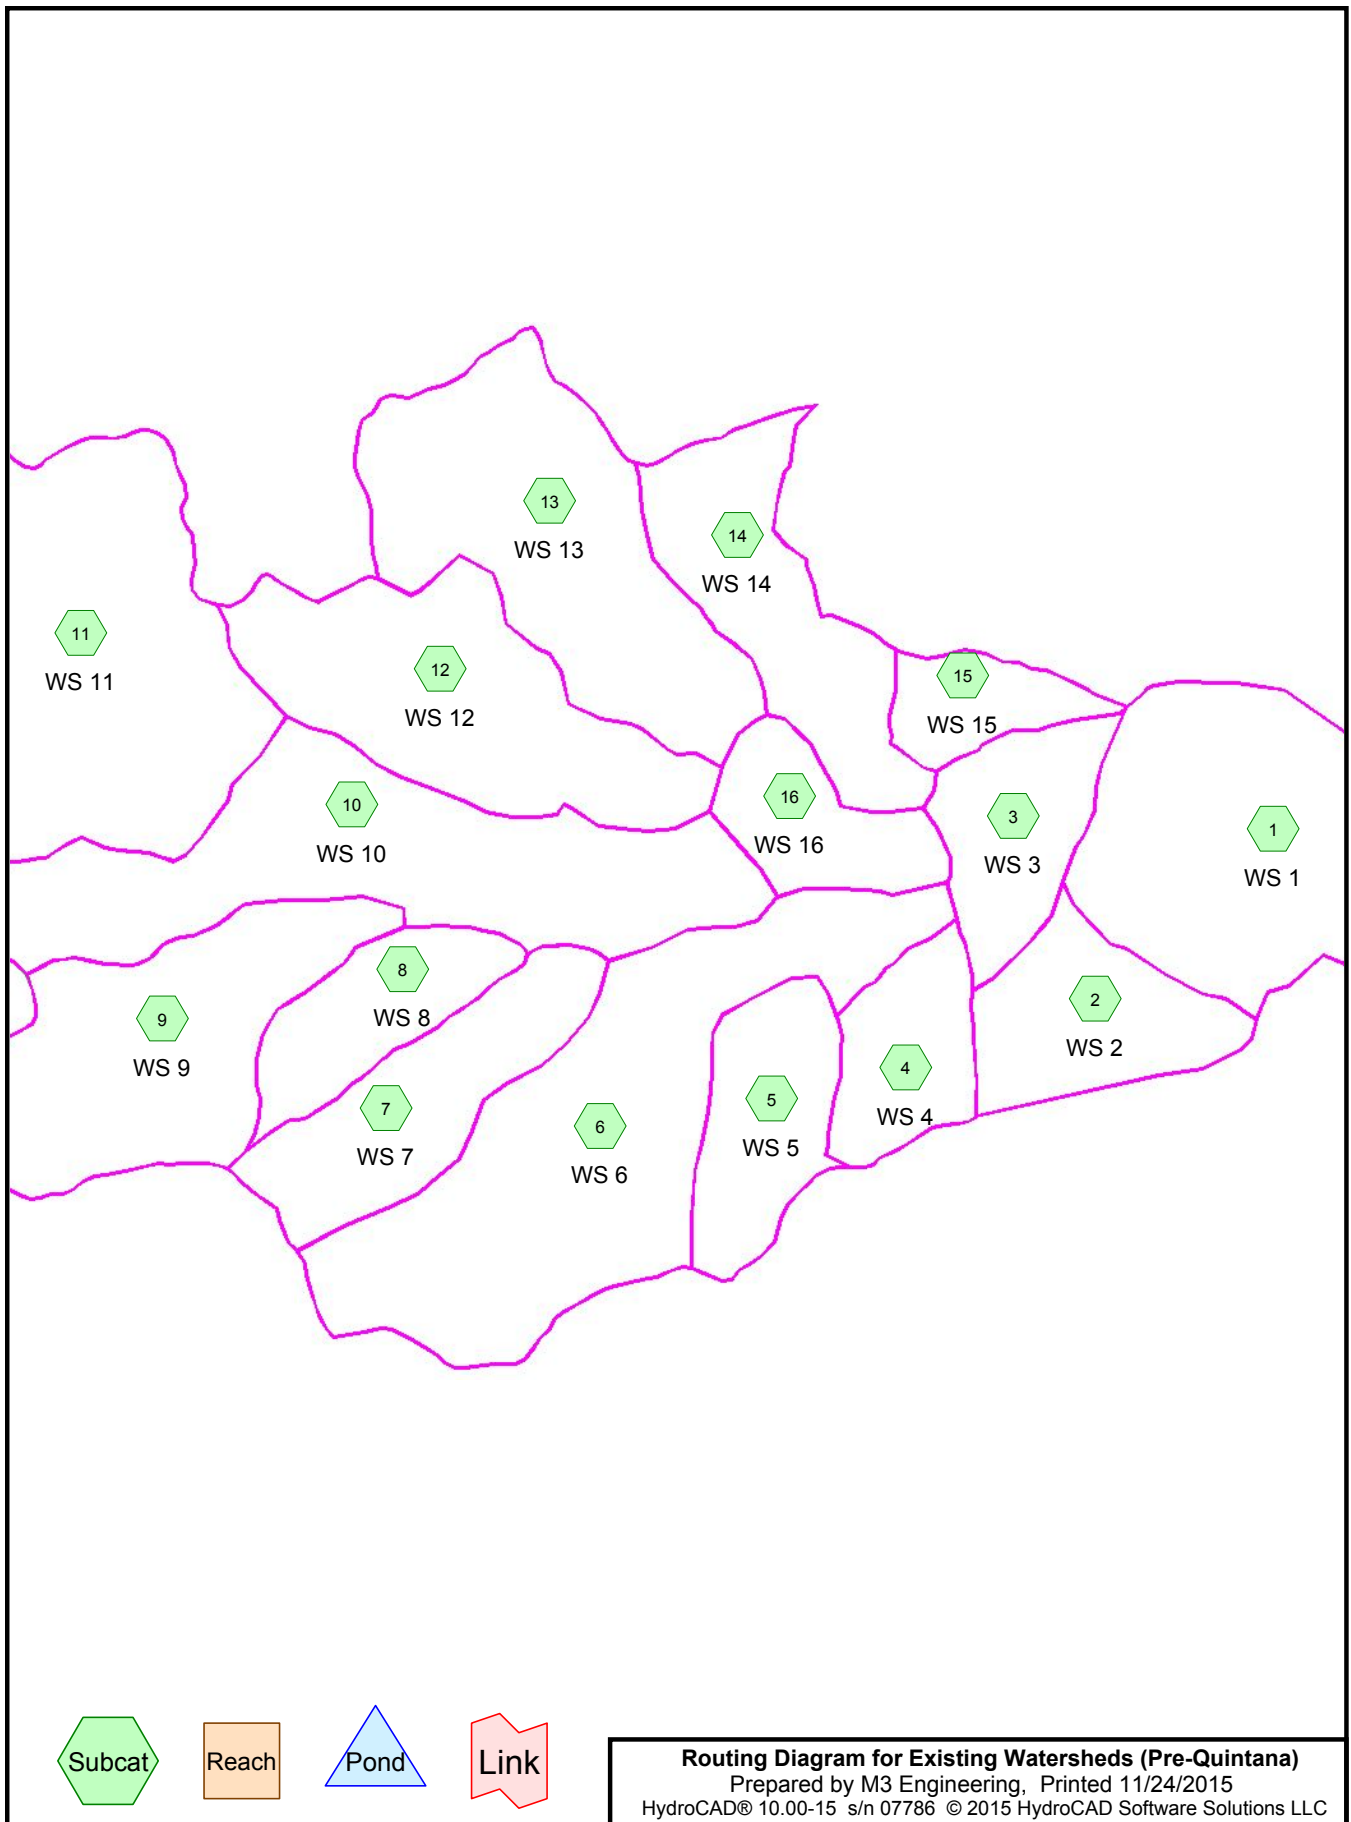 13
WS 13
14
WS 14
11
WS 11
12
WS 12
15
WS 15
10
WS 10
16
WS 16
3
WS 3
1
WS 1
8
WS 8
9
WS 9
2
WS 2
7
WS 7
6
WS 6
5
WS 5
4
WS 4
Subcat
Reach
Pond
Link
Routing Diagram for Existing Watersheds (Pre-Quintana)
Prepared by M3 Engineering, Printed 11/24/2015
HydroCAD® 10.00-15 s/n 07786 © 2015 HydroCAD Software Solutions LLC